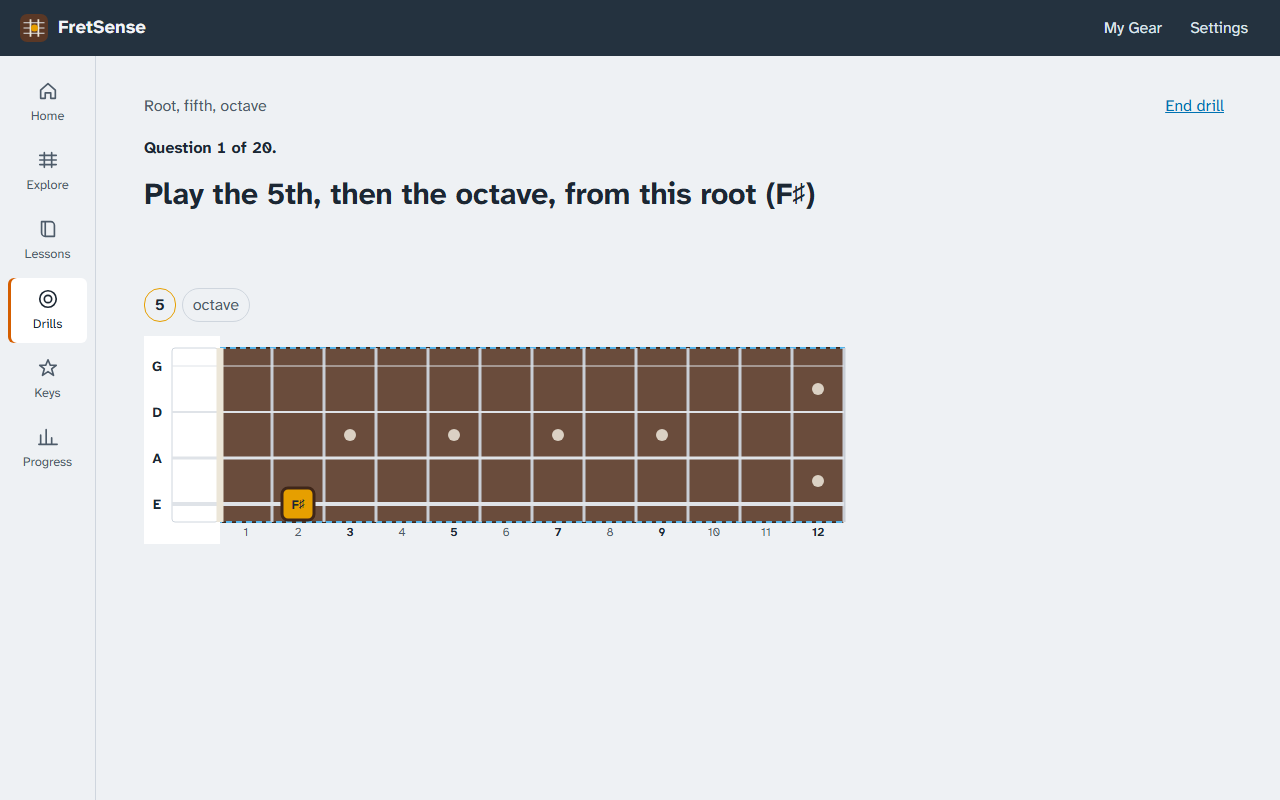 FretSense
My Gear
Settings
Home
Explore
Lessons
Drills
Keys
Progress
Root, fifth, octave
End drill
Question 1 of 20.
Play the 5th, then the octave, from this root (F♯)
5
octave
G
D
A
E
F♯
1 2 3 4 5 6 7 8 9 10 11 12